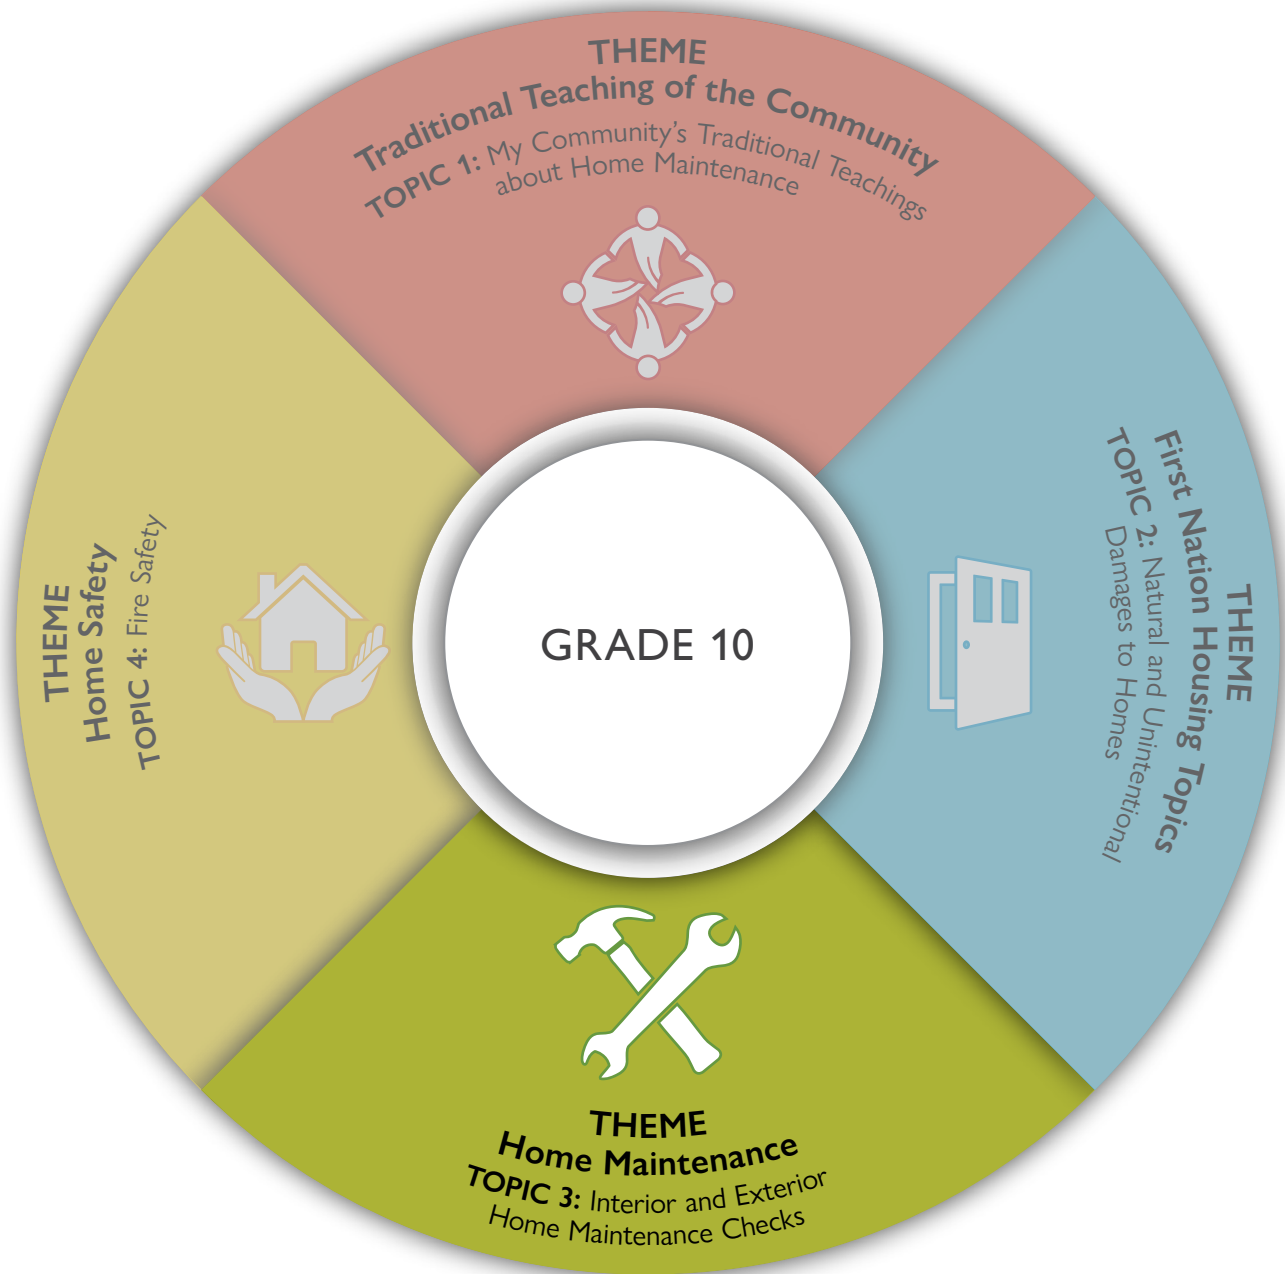 THEME
Traditional Teaching of the Community
TOPIC 1: My Community's Traditional Teachings
about Home Maintenance
THEME
First Nation Housing Topics
TOPIC 2: Natural and Unintentional
Damages to Homes
GRADE 10
THEME
Home Maintenance
TOPIC 3: Interior and Exterior
Home Maintenance Checks
THEME
Home Safety
TOPIC 4: Fire Safety